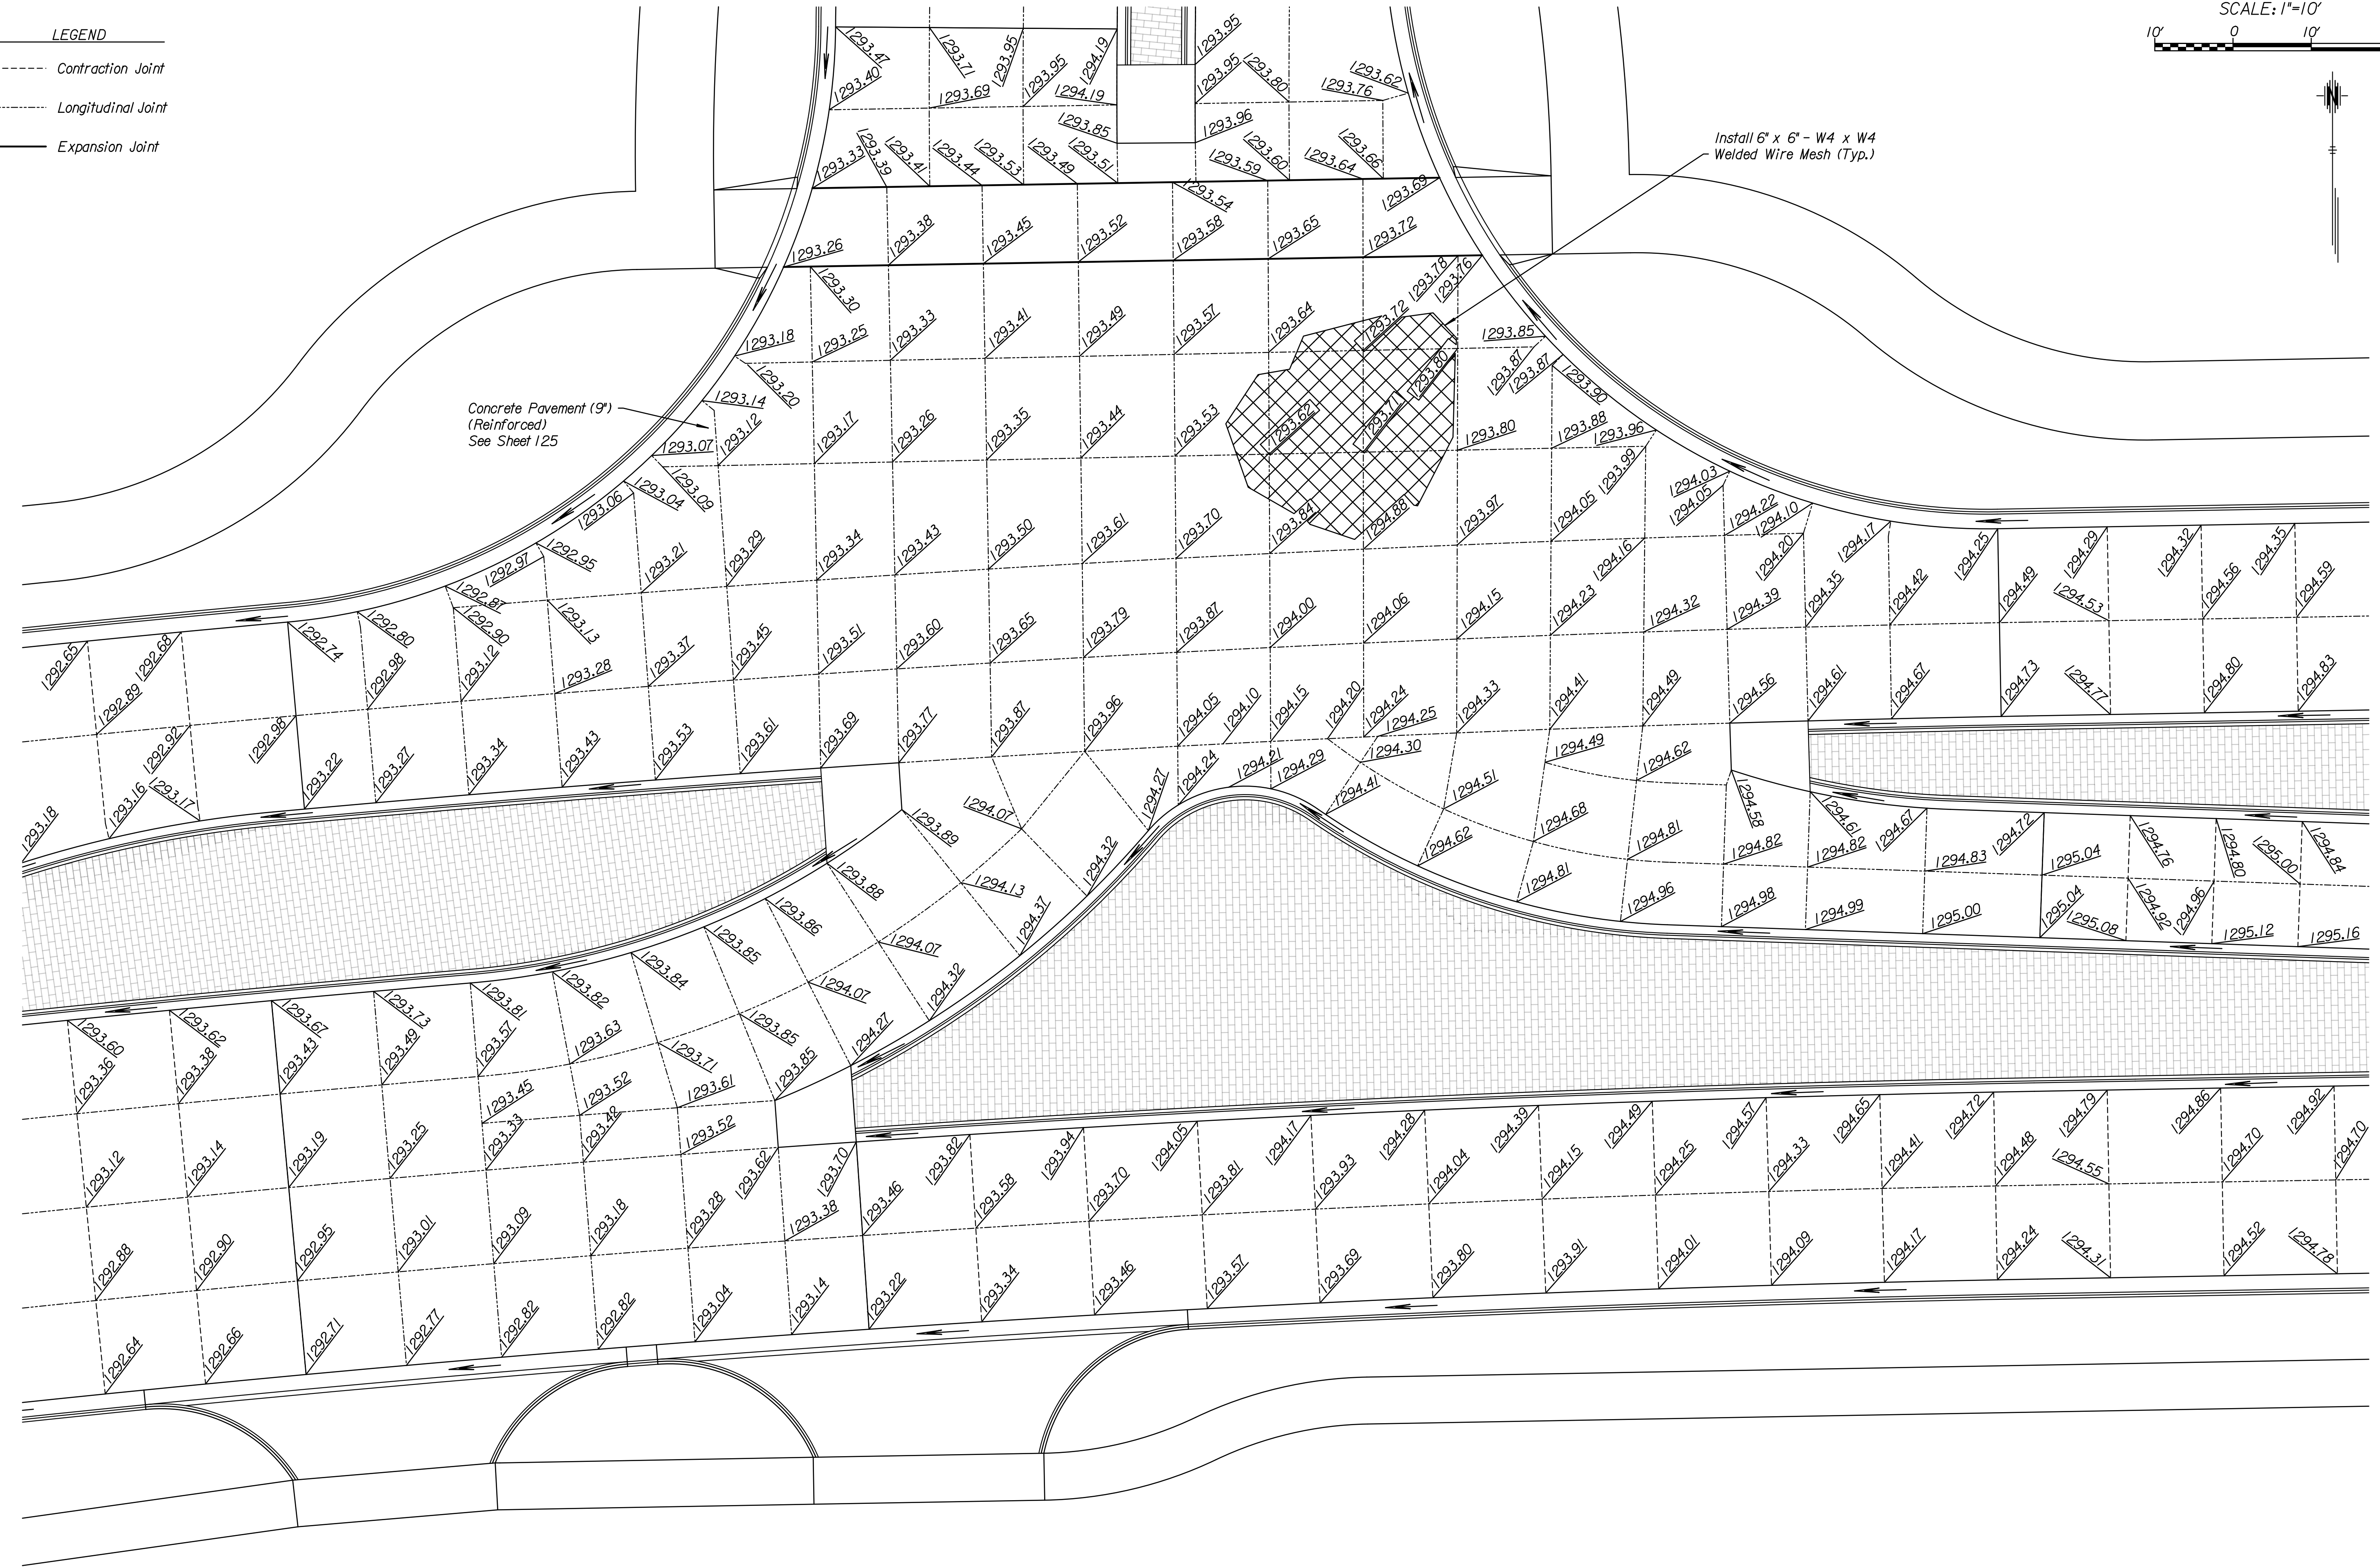 LEGEND
Contraction Joint
Longitudinal Joint
Expansion Joint
SCALE: 1"=10'
10' 0 10'
N
Install 6" x 6" - W4 x W4
Welded Wire Mesh (Typ.)
Concrete Pavement (9")
(Reinforced)
See Sheet 125
1293.47 1293.71 1293.95 1294.19 1293.95
1293.40 1293.69 1293.95 1294.19 1293.95 1293.80 1293.76 1293.62
1293.85 1293.96
1293.33 1293.39 1293.41 1293.44 1293.53 1293.49 1293.51 1293.54 1293.59 1293.60 1293.64 1293.66 1293.69
1293.26 1293.38 1293.45 1293.52 1293.58 1293.65 1293.72 1293.78 1293.76
1293.30
1293.18 1293.20 1293.25 1293.33 1293.41 1293.49 1293.57 1293.64 1293.72 1293.80 1293.85 1293.87 1293.87 1293.90
1293.14
1293.07 1293.09 1293.12 1293.17 1293.26 1293.35 1293.44 1293.53 1293.62 1293.71 1293.80 1293.88 1293.96 1293.99
1293.06 1293.04
1292.97 1292.95 1293.13 1293.21 1293.29 1293.34 1293.43 1293.50 1293.61 1293.70 1293.84 1294.88 1293.97 1294.05 1294.16 1294.03 1294.05 1294.22 1294.10 1294.20 1294.17 1294.25 1294.29 1294.32 1294.35
1292.65 1292.68 1292.74 1292.80 1292.87 1292.90
1292.89 1292.92 1292.98 1292.98 1293.12 1293.28 1293.37 1293.45 1293.51 1293.60 1293.65 1293.79 1293.87 1294.00 1294.06 1294.15 1294.23 1294.32 1294.39 1294.35 1294.42 1294.49 1294.53 1294.56 1294.59
1293.18 1293.16 1293.17 1293.22 1293.27 1293.34 1293.43 1293.53 1293.61 1293.69 1293.77 1293.87 1293.96 1294.05 1294.10 1294.15 1294.20 1294.24 1294.25 1294.33 1294.41 1294.49 1294.56 1294.61 1294.67 1294.73 1294.77 1294.80 1294.83
1294.30 1294.49 1294.62
1293.89 1294.07 1294.27 1294.24 1294.21 1294.29 1294.41 1294.51 1294.68 1294.81 1294.58 1294.61 1294.67 1294.72 1294.76 1294.80 1294.84
1293.88 1294.13 1294.32 1294.62 1294.81 1294.96 1294.82 1294.82 1294.83 1295.04 1294.92 1294.96 1295.00
1293.86 1294.07 1294.37 1294.98 1294.99 1295.00 1295.04 1295.08 1295.12 1295.16
1293.60 1293.62 1293.67 1293.73 1293.81 1293.82 1293.84 1293.85 1294.07 1294.32
1293.36 1293.38 1293.43 1293.49 1293.57 1293.63 1293.71 1293.85 1293.85 1294.27
1293.45 1293.52 1293.61
1293.12 1293.14 1293.19 1293.25 1293.33 1293.42 1293.52 1293.62 1293.70 1293.82 1293.94 1294.05 1294.17 1294.28 1294.39 1294.49 1294.57 1294.65 1294.72 1294.79 1294.86 1294.92
1292.88 1292.90 1292.95 1293.01 1293.09 1293.18 1293.28 1293.38 1293.46 1293.58 1293.70 1293.81 1293.93 1294.04 1294.15 1294.25 1294.33 1294.41 1294.48 1294.55 1294.70 1294.70
1292.64 1292.66 1292.71 1292.77 1292.82 1292.82 1293.04 1293.14 1293.22 1293.34 1293.46 1293.57 1293.69 1293.80 1293.91 1294.01 1294.09 1294.17 1294.24 1294.31 1294.52 1294.78